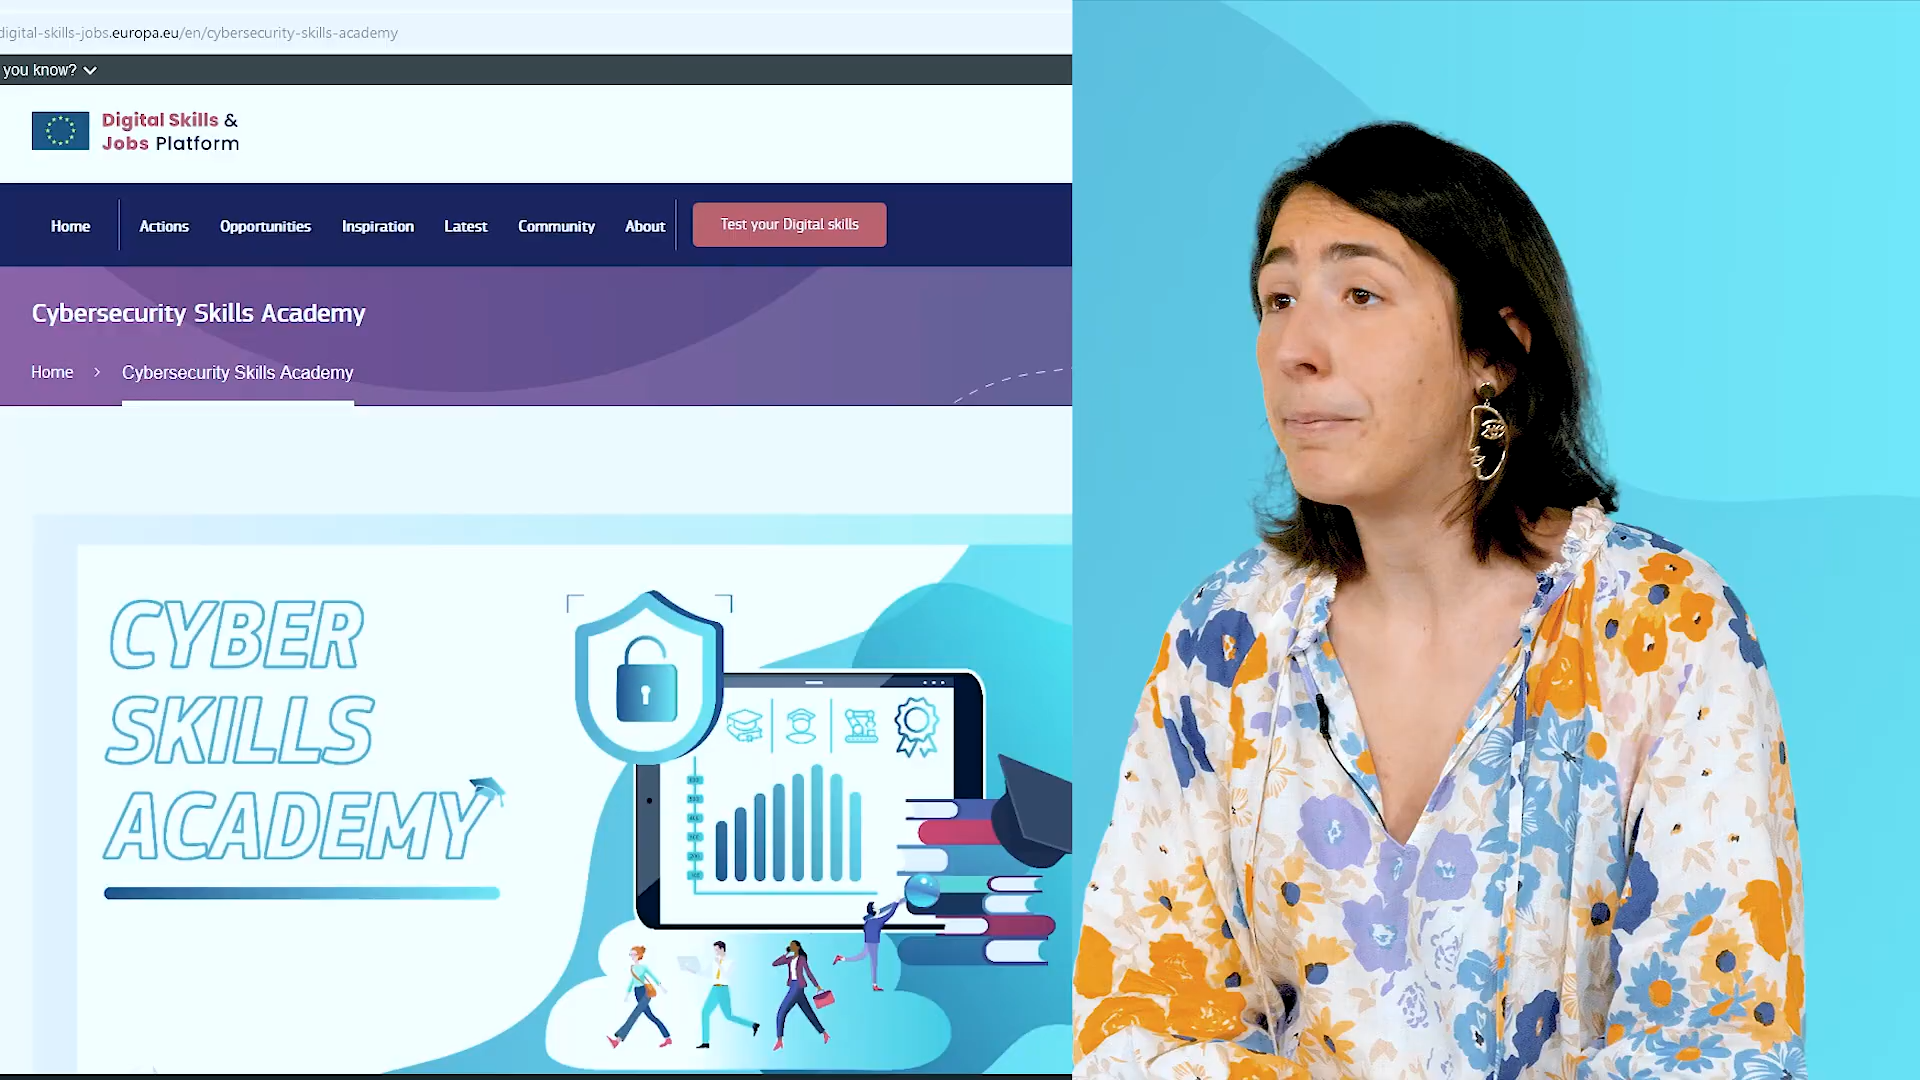 digital-skills-jobs.europa.eu/en/cybersecurity-skills-academy
you know?
Digital Skills &
Jobs Platform
Home Actions Opportunities Inspiration Latest Community About Test your Digital skills
Cybersecurity Skills Academy
Home > Cybersecurity Skills Academy
CYBER
SKILLS
ACADEMY